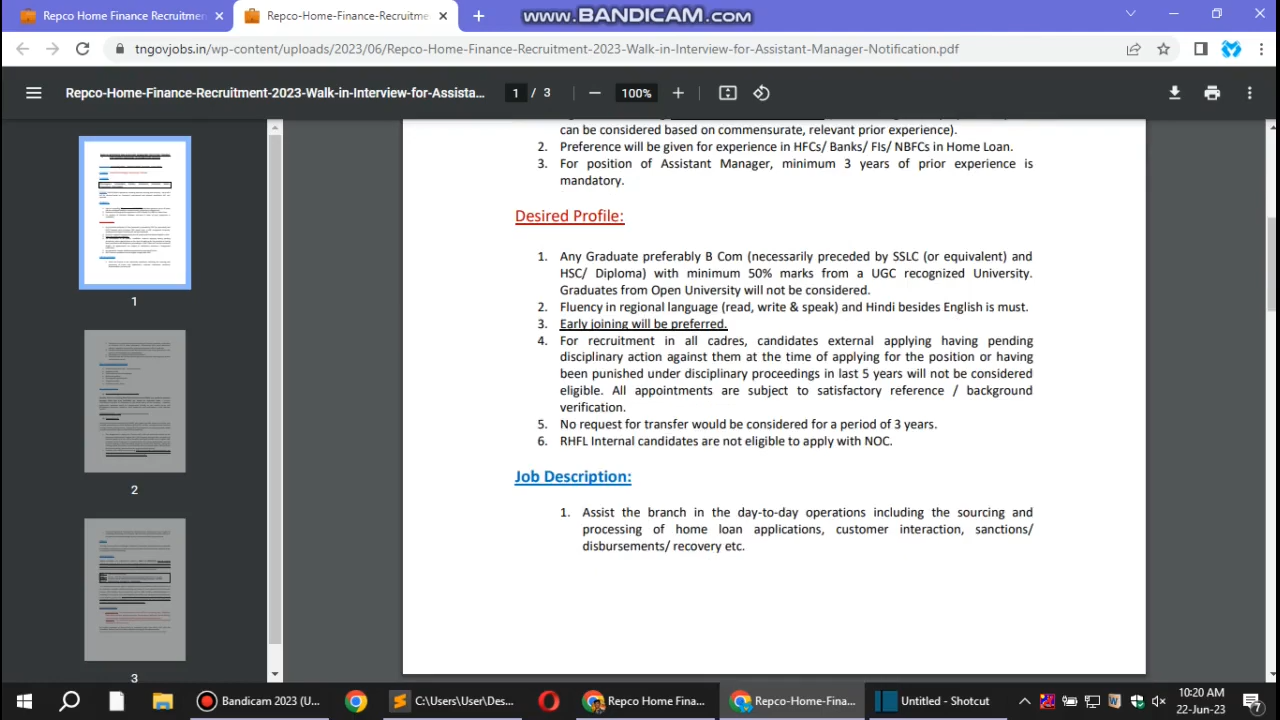 Repco Home Finance Recruitmen
Repco-Home-Finance-Recruitme
www.BANDICAM.com
tngovjobs.in/wp-content/uploads/2023/06/Repco-Home-Finance-Recruitment-2023-Walk-in-Interview-for-Assistant-Manager-Notification.pdf
Repco-Home-Finance-Recruitment-2023-Walk-in-Interview-for-Assista...
1 / 3
100%
can be considered based on commensurate, relevant prior experience).
2. Preference will be given for experience in HFCs/ Banks/ FIs/ NBFCs in Home Loan.
3. For position of Assistant Manager, minimum 3 years of prior experience is
mandatory.
Desired Profile:
1. Any Graduate preferably B Com (necessarily preceded by SSLC (or equivalent) and
HSC/ Diploma) with minimum 50% marks from a UGC recognized University.
Graduates from Open University will not be considered.
2. Fluency in regional language (read, write & speak) and Hindi besides English is must.
3. Early joining will be preferred.
4. For recruitment in all cadres, candidates external applying having pending
disciplinary action against them at the time of applying for the position or having
been punished under disciplinary proceedings in last 5 years will not be considered
eligible. All appointments are subject to satisfactory reference / background
verification.
5. No request for transfer would be considered for a period of 3 years.
6. RHFL Internal candidates are not eligible to apply with NOC.
Job Description:
1. Assist the branch in the day-to-day operations including the sourcing and
processing of home loan applications, customer interaction, sanctions/
disbursements/ recovery etc.
1
2
3
Bandicam 2023 (U...
C:\Users\User\Des...
Repco Home Fina...
Repco-Home-Fina...
Untitled - Shotcut
10:20 AM
22-Jun-23
7